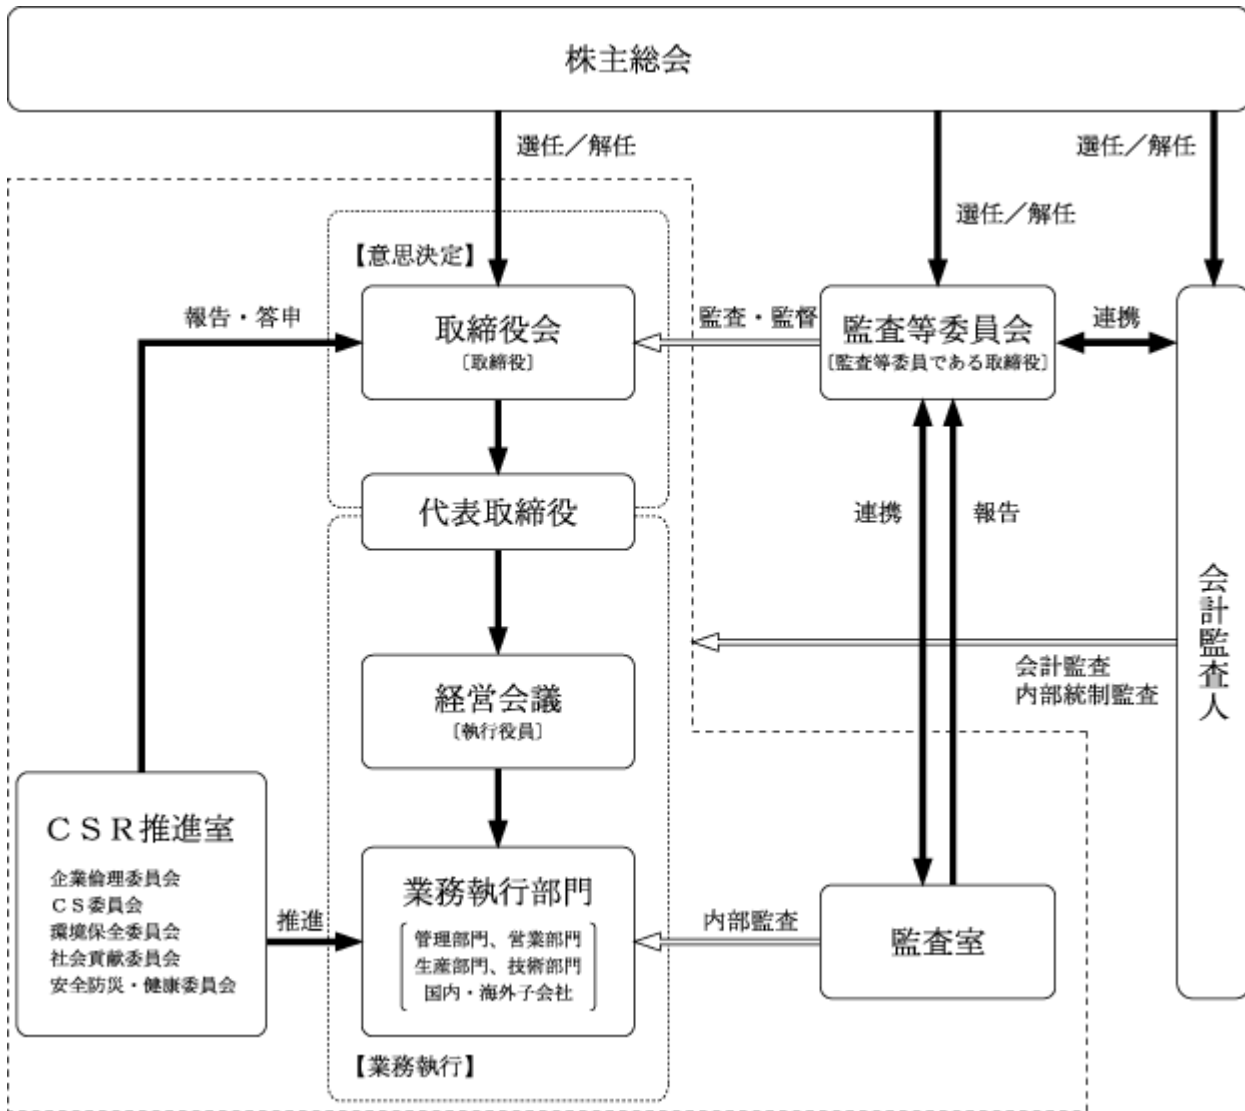 株主総会
選任／解任
選任／解任
選任／解任
【意思決定】
報告・答申
取締役会
〔取締役〕
監査・監督
監査等委員会
〔監査等委員である取締役〕
連携
代表取締役
連携
報告
会計監査人
会計監査
内部統制監査
経営会議
〔執行役員〕
ＣＳＲ推進室
企業倫理委員会
ＣＳ委員会
環境保全委員会
社会貢献委員会
安全防災・健康委員会
推進
業務執行部門
管理部門、営業部門
生産部門、技術部門
国内・海外子会社
内部監査
監査室
【業務執行】